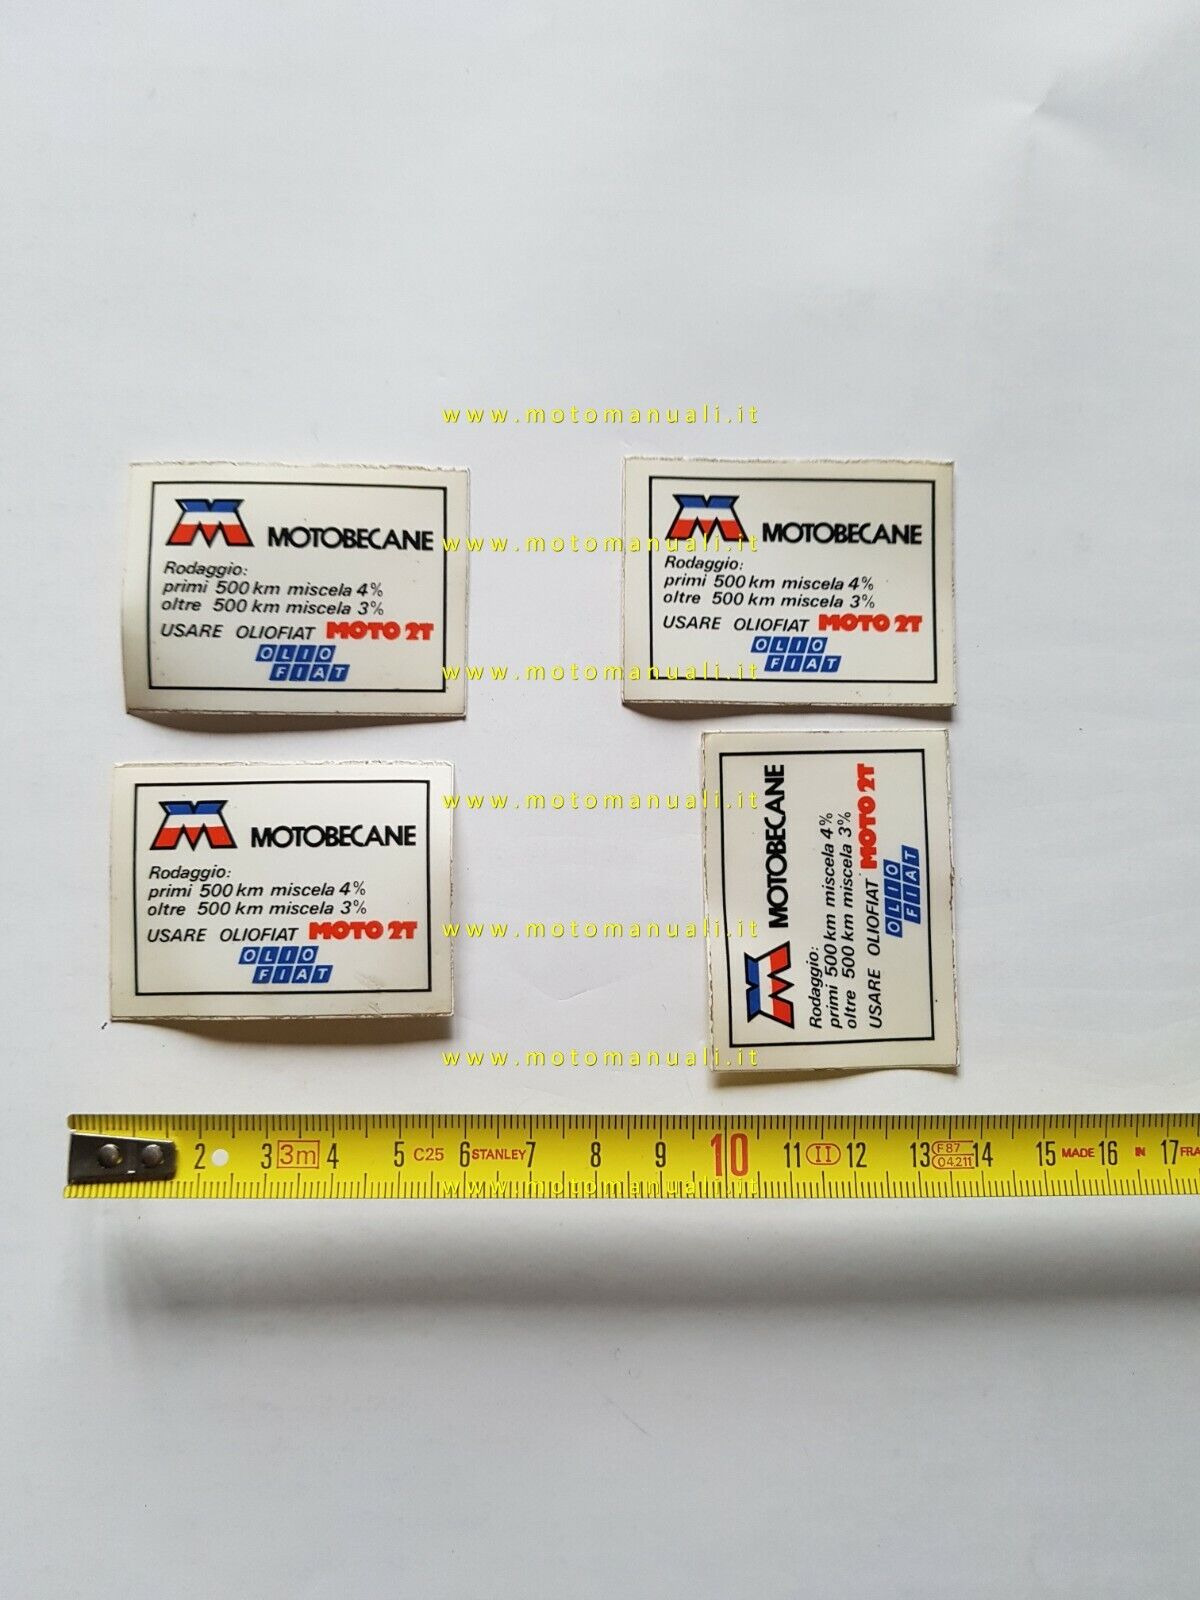 www.motomanuali.it
MOTOBECANE
Rodaggio:
primi 500 km miscela 4%
oltre 500 km miscela 3%
USARE OLIOFIAT MOTO 2T
OLIO
FIAT
MOTOBECANE
Rodaggio:
primi 500 km miscela 4%
oltre 500 km miscela 3%
USARE OLIOFIAT MOTO 2T
OLIO
FIAT
www.motomanuali.it
www.motomanuali.it
MOTOBECANE
Rodaggio:
primi 500 km miscela 4%
oltre 500 km miscela 3%
USARE OLIOFIAT MOTO 2T
OLIO
FIAT
MOTOBECANE
Rodaggio:
primi 500 km miscela 4%
oltre 500 km miscela 3%
USARE OLIOFIAT MOTO 2T
OLIO
FIAT
www.motomanuali.it
www.motomanuali.it
www.motomanuali.it
2 3 3m 4 5 C25 6 STANLEY 7 8 9 10 11 II 12 13 F87 04.211 14 15 MADE 16 IN 17 FRA
www.motomanuali.it